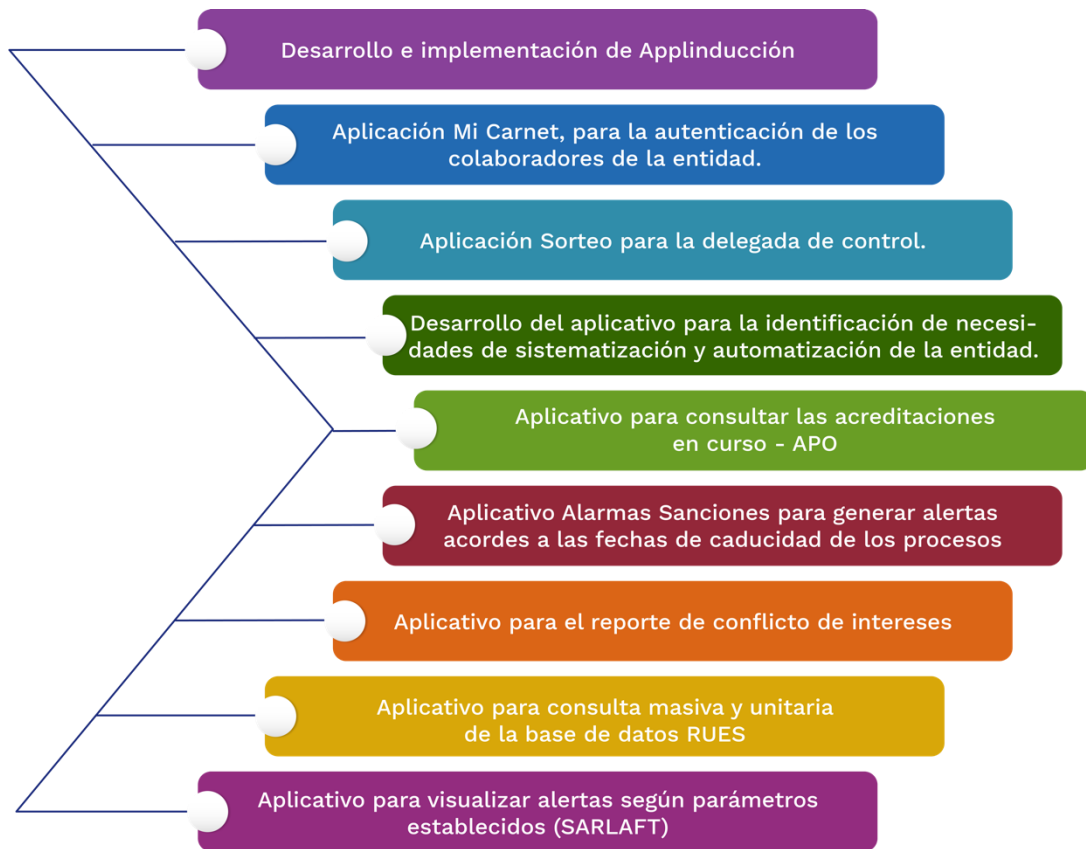 Desarrollo e implementación de Applinducción
Aplicación Mi Carnet, para la autenticación de los
colaboradores de la entidad.
Aplicación Sorteo para la delegada de control.
Desarrollo del aplicativo para la identificación de necesi-
dades de sistematización y automatización de la entidad.
Aplicativo para consultar las acreditaciones
en curso - APO
Aplicativo Alarmas Sanciones para generar alertas
acordes a las fechas de caducidad de los procesos
Aplicativo para el reporte de conflicto de intereses
Aplicativo para consulta masiva y unitaria
de la base de datos RUES
Aplicativo para visualizar alertas según parámetros
establecidos (SARLAFT)